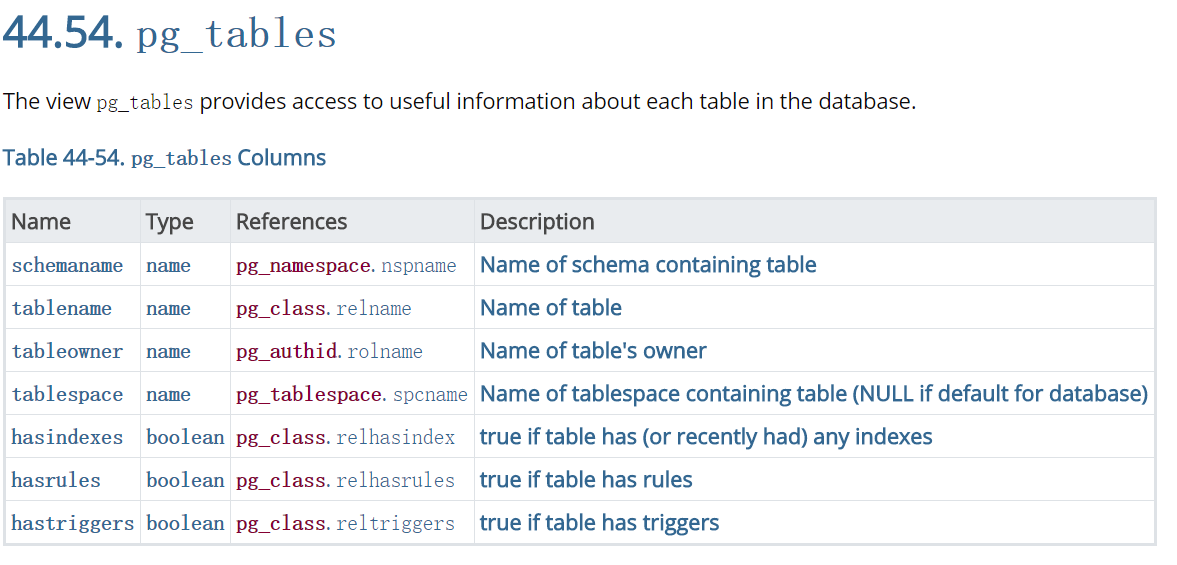 44.54. pg_tables
The view pg_tables provides access to useful information about each table in the database.
Table 44-54. pg_tables Columns
Name Type References Description
schemaname name pg_namespace.nspname Name of schema containing table
tablename name pg_class.relname Name of table
tableowner name pg_authid.rolname Name of table's owner
tablespace name pg_tablespace.spcname Name of tablespace containing table (NULL if default for database)
hasindexes boolean pg_class.relhasindex true if table has (or recently had) any indexes
hasrules boolean pg_class.relhasrules true if table has rules
hastriggers boolean pg_class.reltriggers true if table has triggers